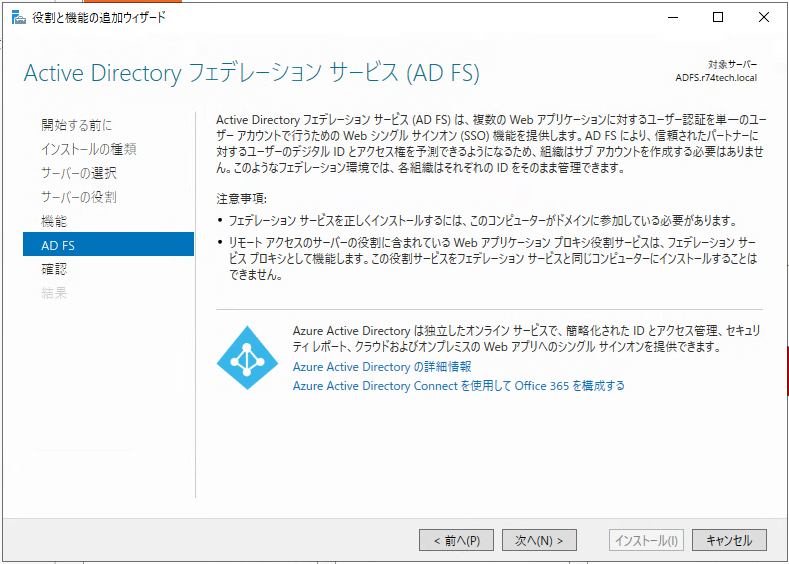 役割と機能の追加ウィザード
Active Directory フェデレーション サービス (AD FS)
対象サーバー
ADFS.r74tech.local
開始する前に
インストールの種類
サーバーの選択
サーバーの役割
機能
AD FS
確認
結果
Active Directory フェデレーション サービス (AD FS) は、複数の Web アプリケーションに対するユーザー認証を単一のユー
ザー アカウントで行うための Web シングル サインオン (SSO) 機能を提供します。AD FS により、信頼されたパートナーに
対するユーザーのデジタル ID とアクセス権を予測できるようになるため、組織はサブ アカウントを作成する必要はありませ
ん。このようなフェデレーション環境では、各組織はそれぞれの ID をそのまま管理できます。
注意事項:
• フェデレーション サービスを正しくインストールするには、このコンピューターがドメインに参加している必要があります。
• リモート アクセスのサーバーの役割に含まれている Web アプリケーション プロキシ役割サービスは、フェデレーション サー
ビス プロキシとして機能します。この役割サービスをフェデレーション サービスと同じコンピューターにインストールすることは
できません。
Azure Active Directory は独立したオンライン サービスで、簡略化された ID とアクセス管理、セキュリ
ティ レポート、クラウドおよびオンプレミスの Web アプリへのシングル サインオンを提供できます。
Azure Active Directory の詳細情報
Azure Active Directory Connect を使用して Office 365 を構成する
< 前へ(P)
次へ(N) >
インストール(I)
キャンセル